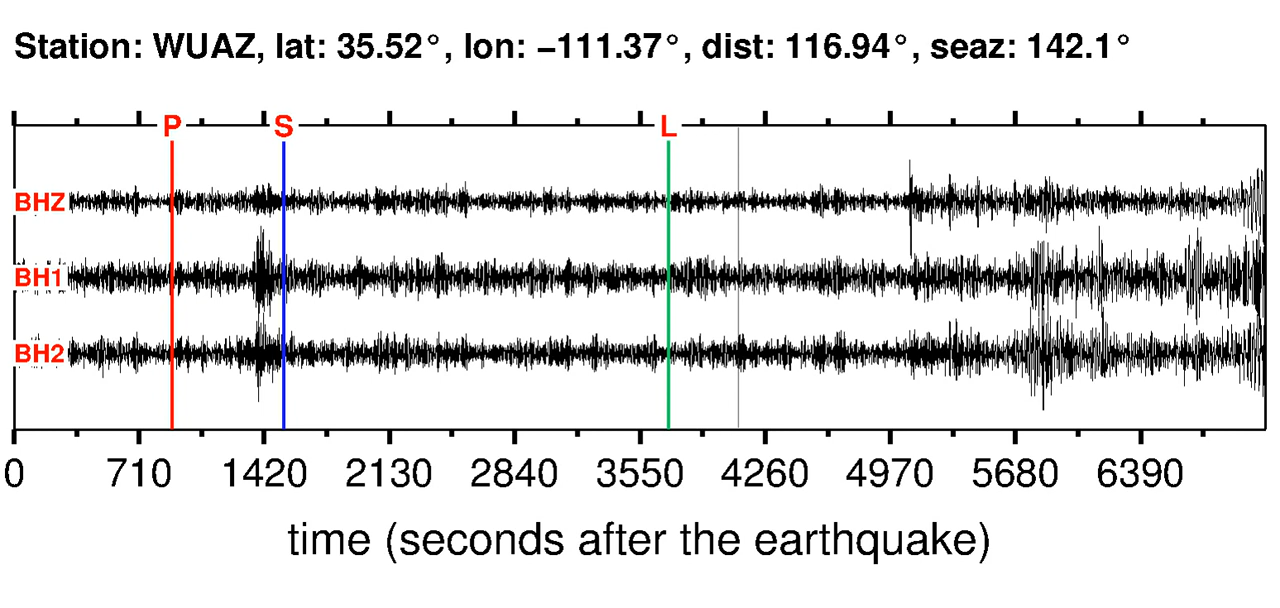 Station: WUAZ, lat: 35.52°, lon: −111.37°, dist: 116.94°, seaz: 142.1°
P S L
BHZ
BH1
BH2
0 710 1420 2130 2840 3550 4260 4970 5680 6390
time (seconds after the earthquake)